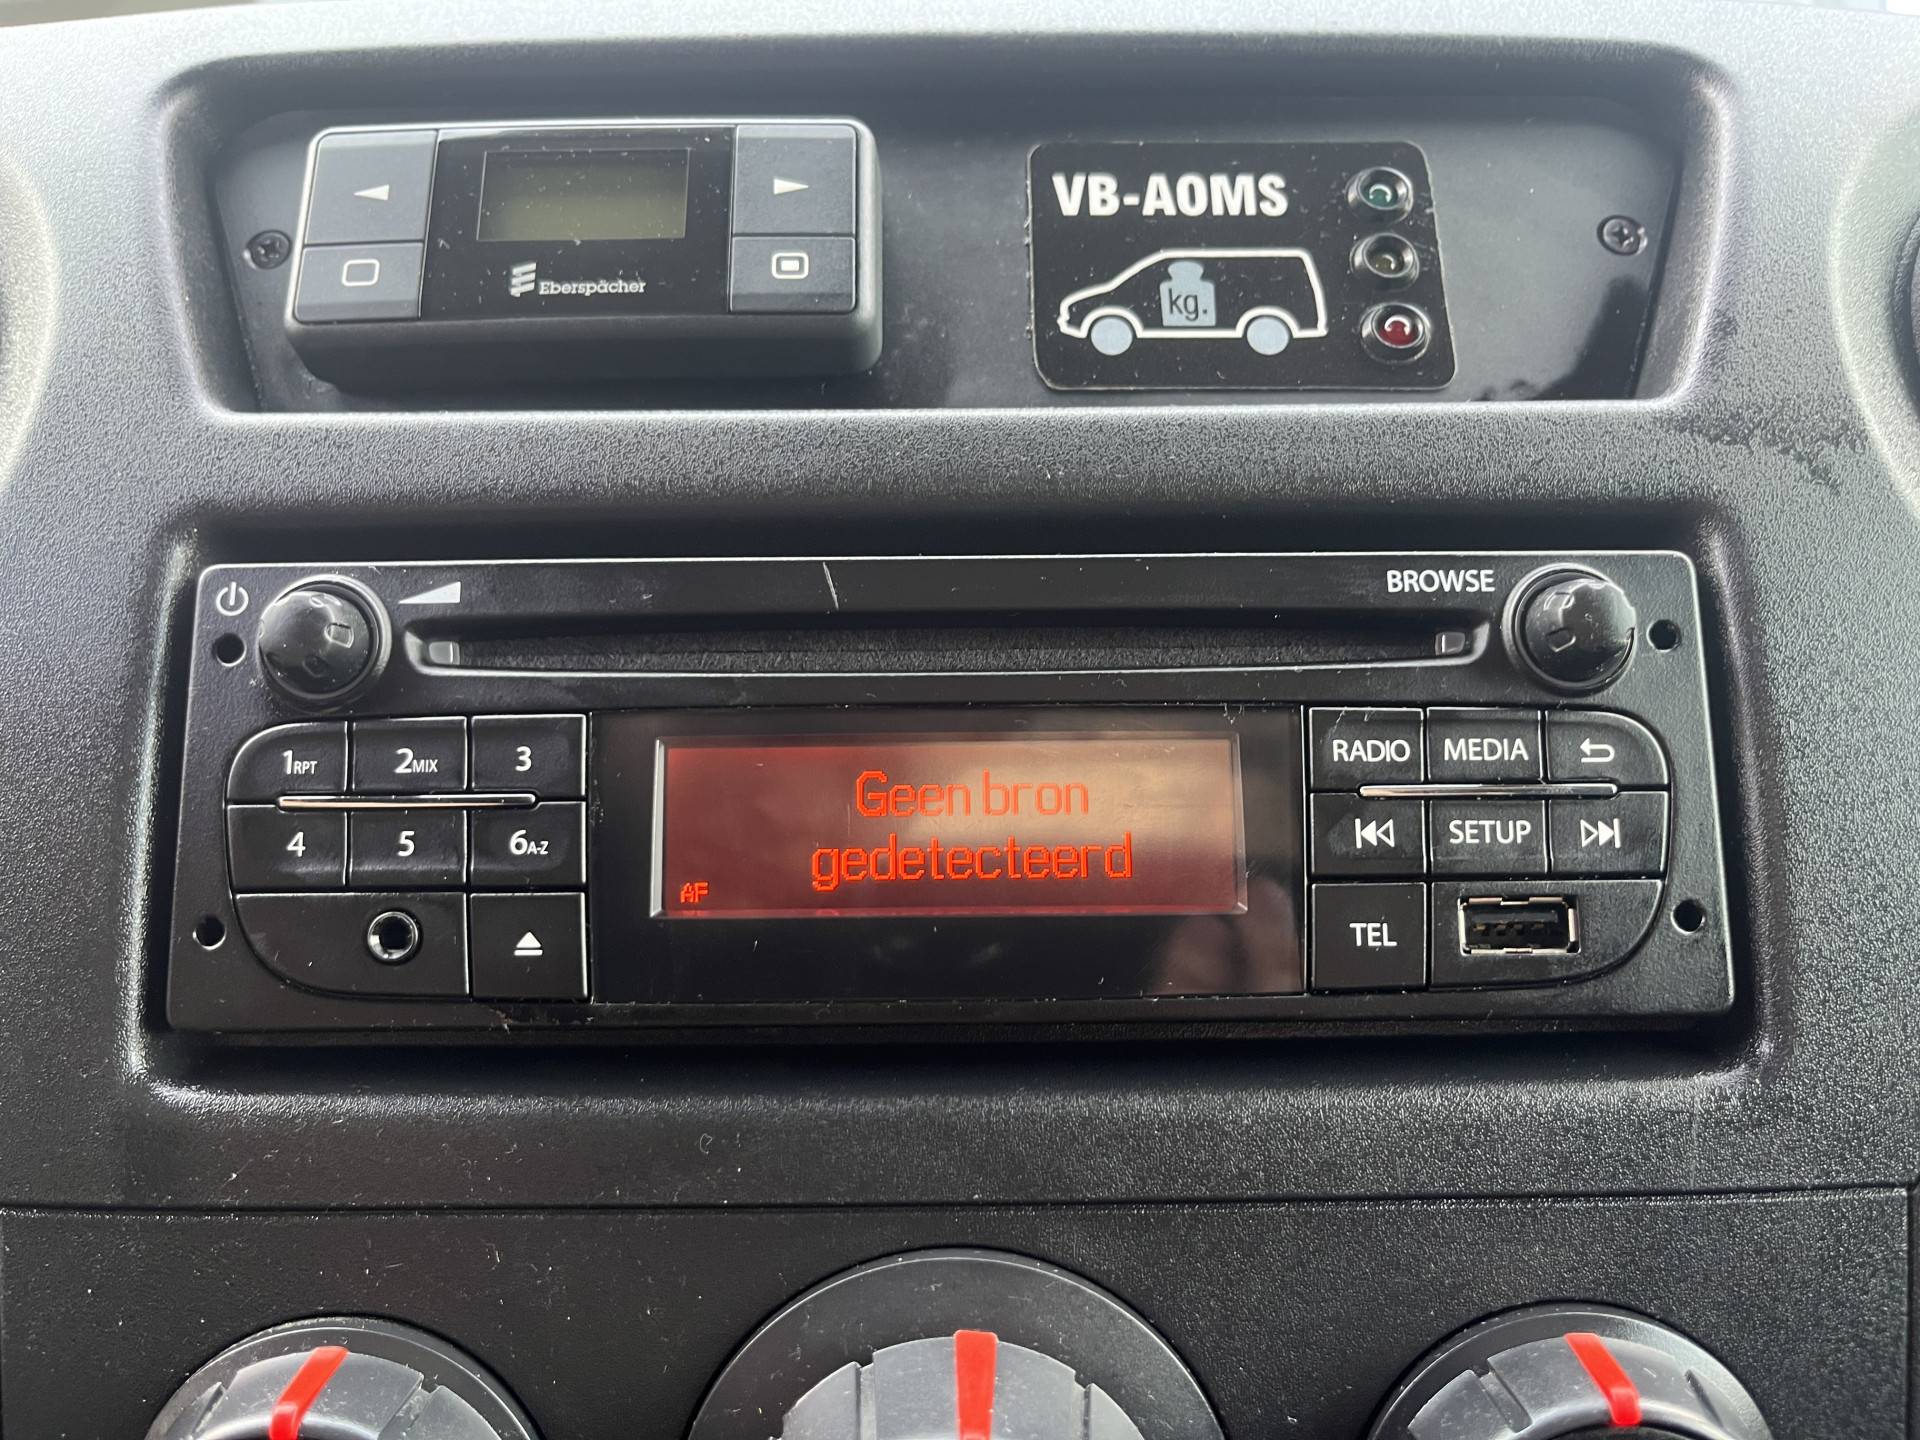 VB-AOMS
kg.
Eberspächer
BROWSE
1RPT 2MIX 3
4 5 6A-Z
Geen bron
gedetecteerd
AF
RADIO MEDIA
SETUP
TEL